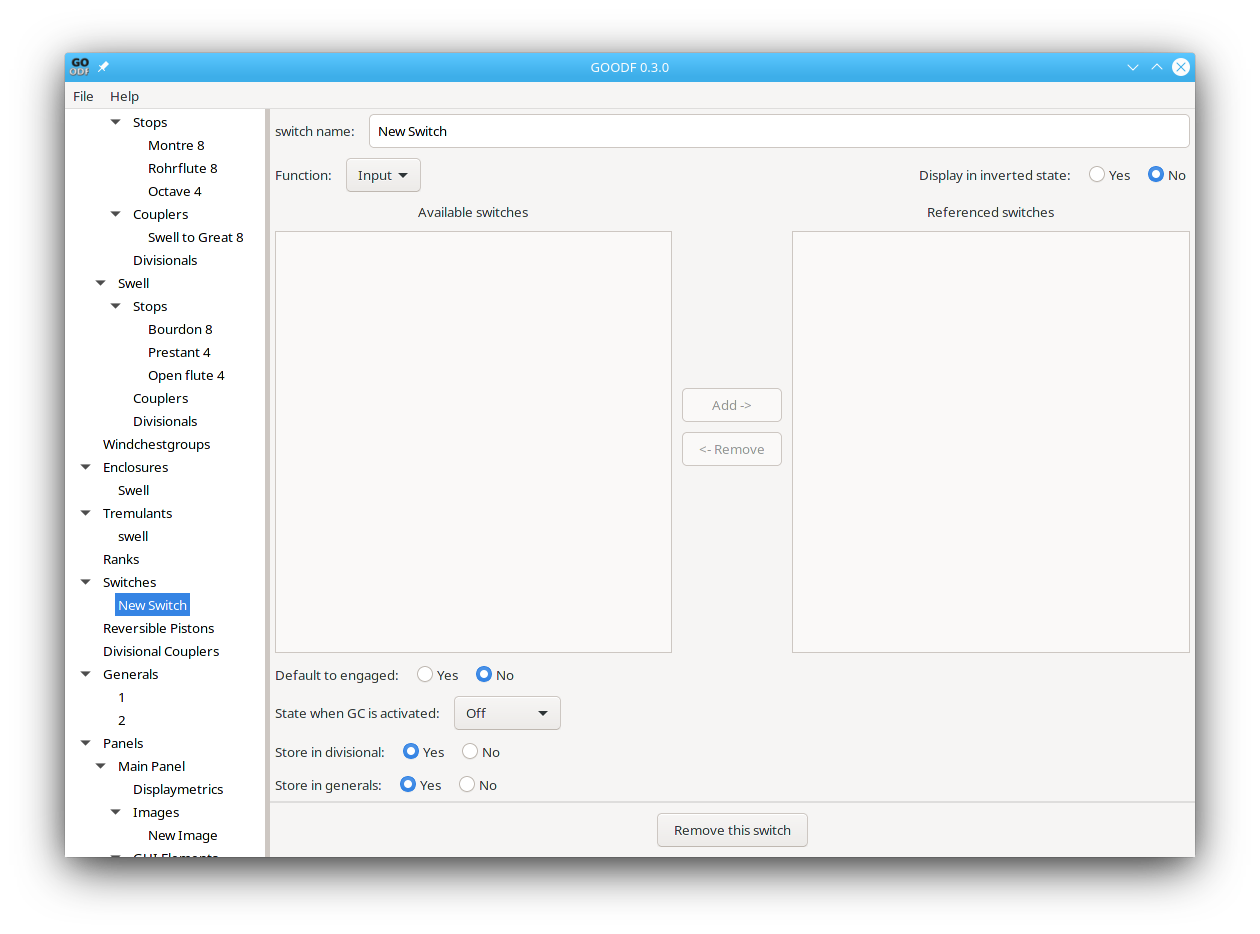 GO
ODF
GOODF 0.3.0
File Help
Stops
Montre 8
Rohrflute 8
Octave 4
Couplers
Swell to Great 8
Divisionals
Swell
Stops
Bourdon 8
Prestant 4
Open flute 4
Couplers
Divisionals
Windchestgroups
Enclosures
Swell
Tremulants
swell
Ranks
Switches
New Switch
Reversible Pistons
Divisional Couplers
Generals
1
2
Panels
Main Panel
Displaymetrics
Images
New Image
GUI Elements
switch name: New Switch
Function: Input Display in inverted state: Yes No
Available switches Referenced switches
Add ->
<- Remove
Default to engaged: Yes No
State when GC is activated: Off
Store in divisional: Yes No
Store in generals: Yes No
Remove this switch